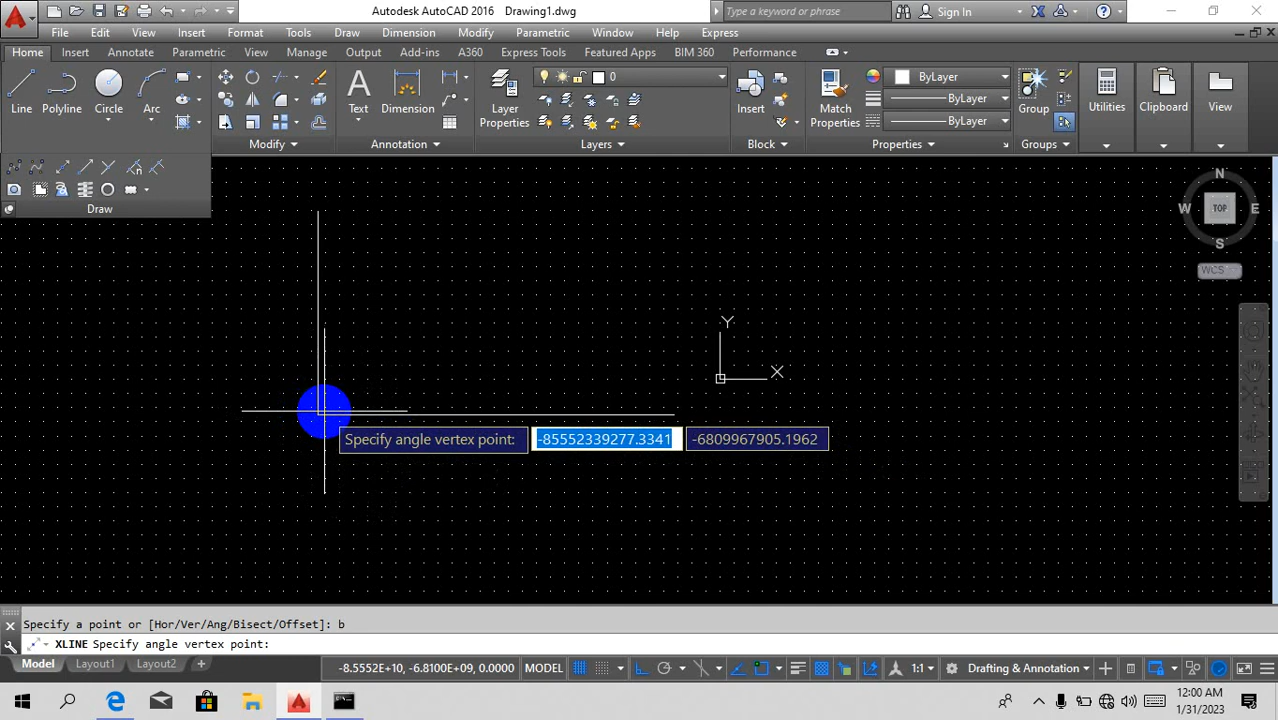 Autodesk AutoCAD 2016 Drawing1.dwg
Type a keyword or phrase
Sign In
File Edit View Insert Format Tools Draw Dimension Modify Parametric Window Help Express
Home Insert Annotate Parametric View Manage Output Add-ins A360 Express Tools Featured Apps BIM 360 Performance
0
ByLayer
ByLayer
ByLayer
Line Polyline Circle Arc
Text Dimension
Layer Properties
Insert
Match Properties
Group
Utilities
Clipboard
View
Modify Annotation Layers Block Properties Groups
Draw
N
W TOP E
S
WCS
Y
X
Specify angle vertex point: -85552339277.3341 -6809967905.1962
Specify a point or [Hor/Ver/Ang/Bisect/Offset]: b
XLINE Specify angle vertex point:
Model Layout1 Layout2 +
-8.5552E+10, -6.8100E+09, 0.0000 MODEL
1:1
Drafting & Annotation
12:00 AM
1/31/2023